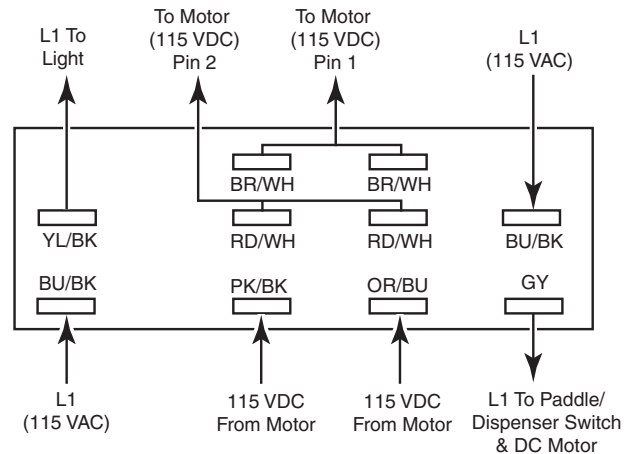 L1 To
Light
To Motor
(115 VDC)
Pin 2
To Motor
(115 VDC)
Pin 1
L1
(115 VAC)
BR/WH
BR/WH
YL/BK
RD/WH
RD/WH
BU/BK
BU/BK
PK/BK
OR/BU
GY
L1
(115 VAC)
115 VDC
From Motor
115 VDC
From Motor
L1 To Paddle/
Dispenser Switch
& DC Motor